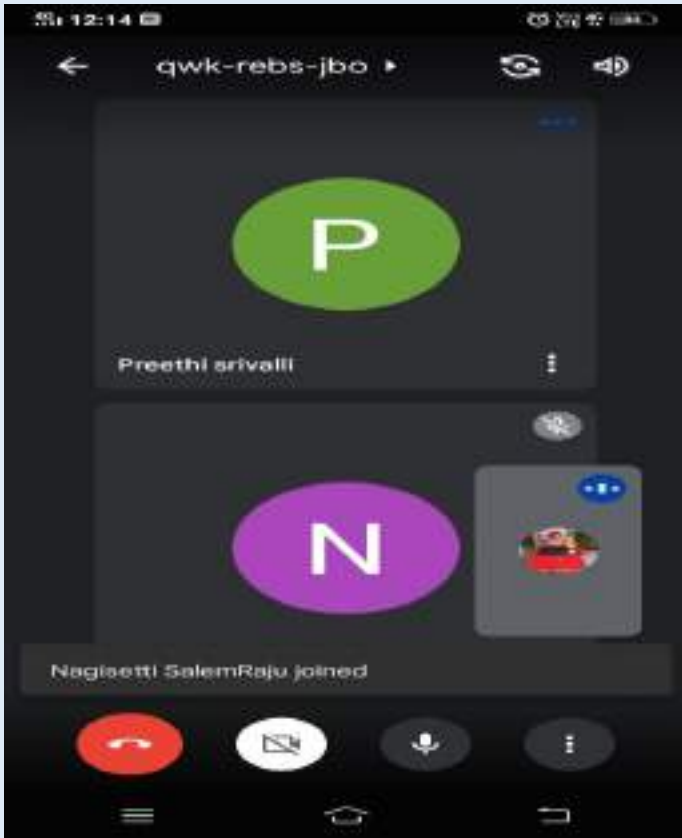 12:14
qwk-rebs-jbo
P
Preethi srivalli
N
Nagisetti SalemRaju joined